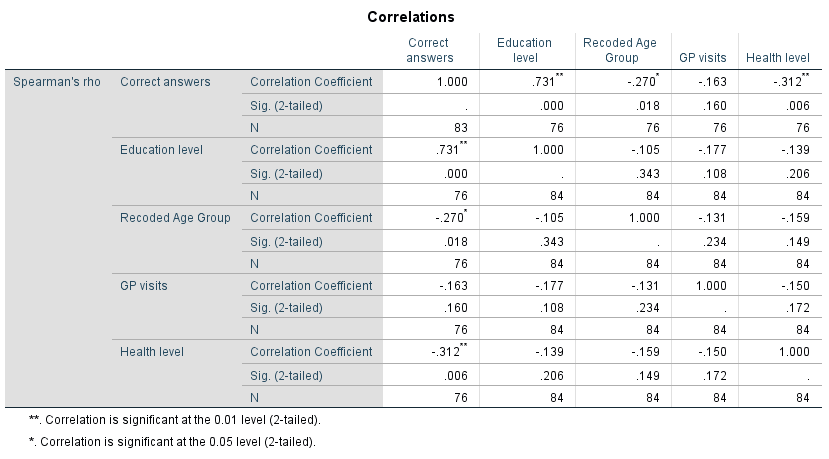 Correlations
Correct answers Education level Recoded Age Group GP visits Health level
Spearman's rho Correct answers Correlation Coefficient 1.000 .731** -.270* -.163 -.312**
Sig. (2-tailed) . .000 .018 .160 .006
N 83 76 76 76 76
Education level Correlation Coefficient .731** 1.000 -.105 -.177 -.139
Sig. (2-tailed) .000 . .343 .108 .206
N 76 84 84 84 84
Recoded Age Group Correlation Coefficient -.270* -.105 1.000 -.131 -.159
Sig. (2-tailed) .018 .343 . .234 .149
N 76 84 84 84 84
GP visits Correlation Coefficient -.163 -.177 -.131 1.000 -.150
Sig. (2-tailed) .160 .108 .234 . .172
N 76 84 84 84 84
Health level Correlation Coefficient -.312** -.139 -.159 -.150 1.000
Sig. (2-tailed) .006 .206 .149 .172 .
N 76 84 84 84 84
**. Correlation is significant at the 0.01 level (2-tailed).
*. Correlation is significant at the 0.05 level (2-tailed).